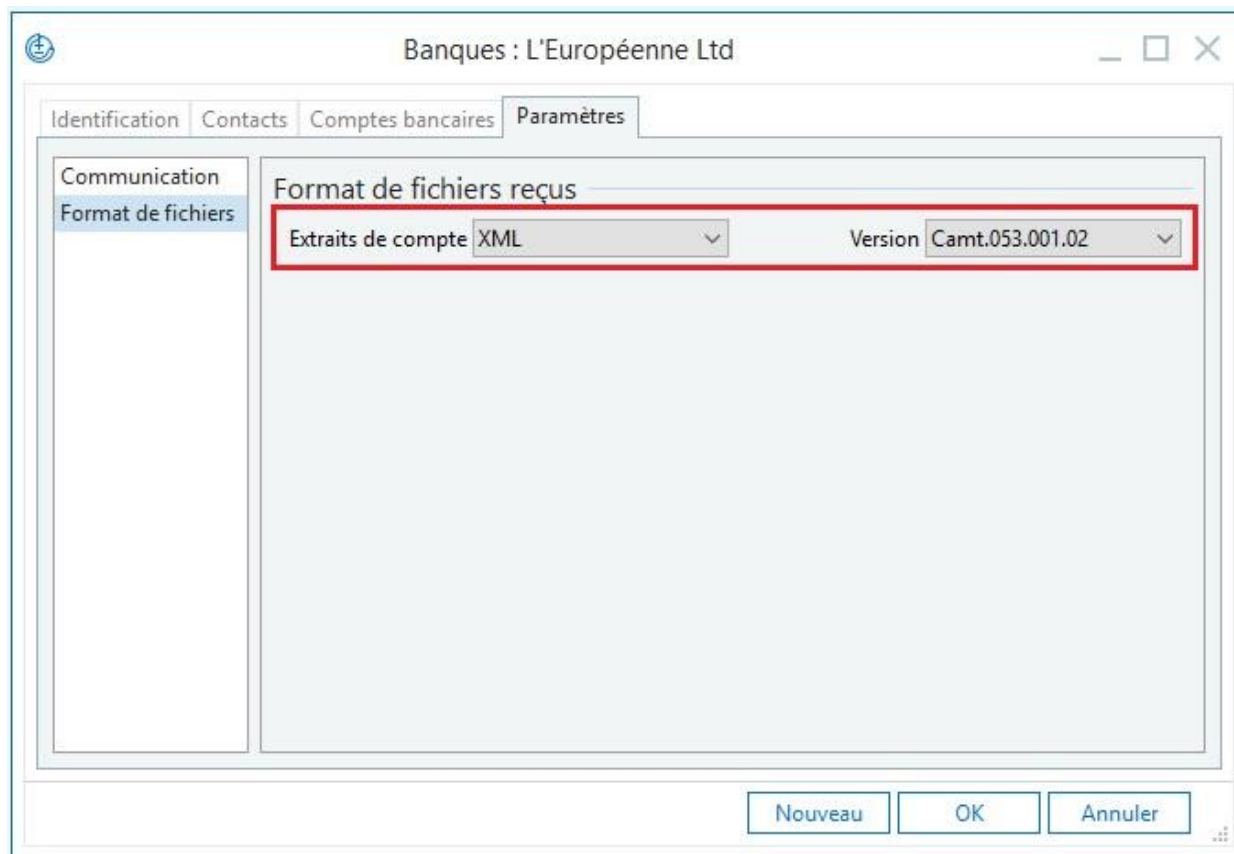 Banques : L'Européenne Ltd
Identification Contacts Comptes bancaires Paramètres
Communication
Format de fichiers
Format de fichiers reçus
Extraits de compte XML Version Camt.053.001.02
Nouveau OK Annuler